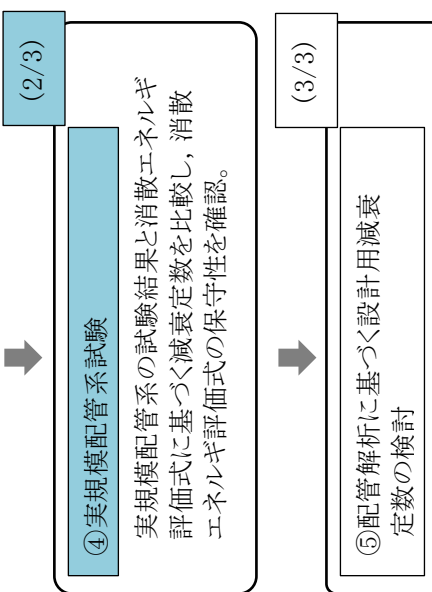 (2/3)
④実規模配管系試験
実規模配管系の試験結果と消散エネルギ
評価式に基づく減衰定数を比較し，消散
エネルギ評価式の保守性を確認。
(3/3)
⑤配管解析に基づく設計用減衰
定数の検討